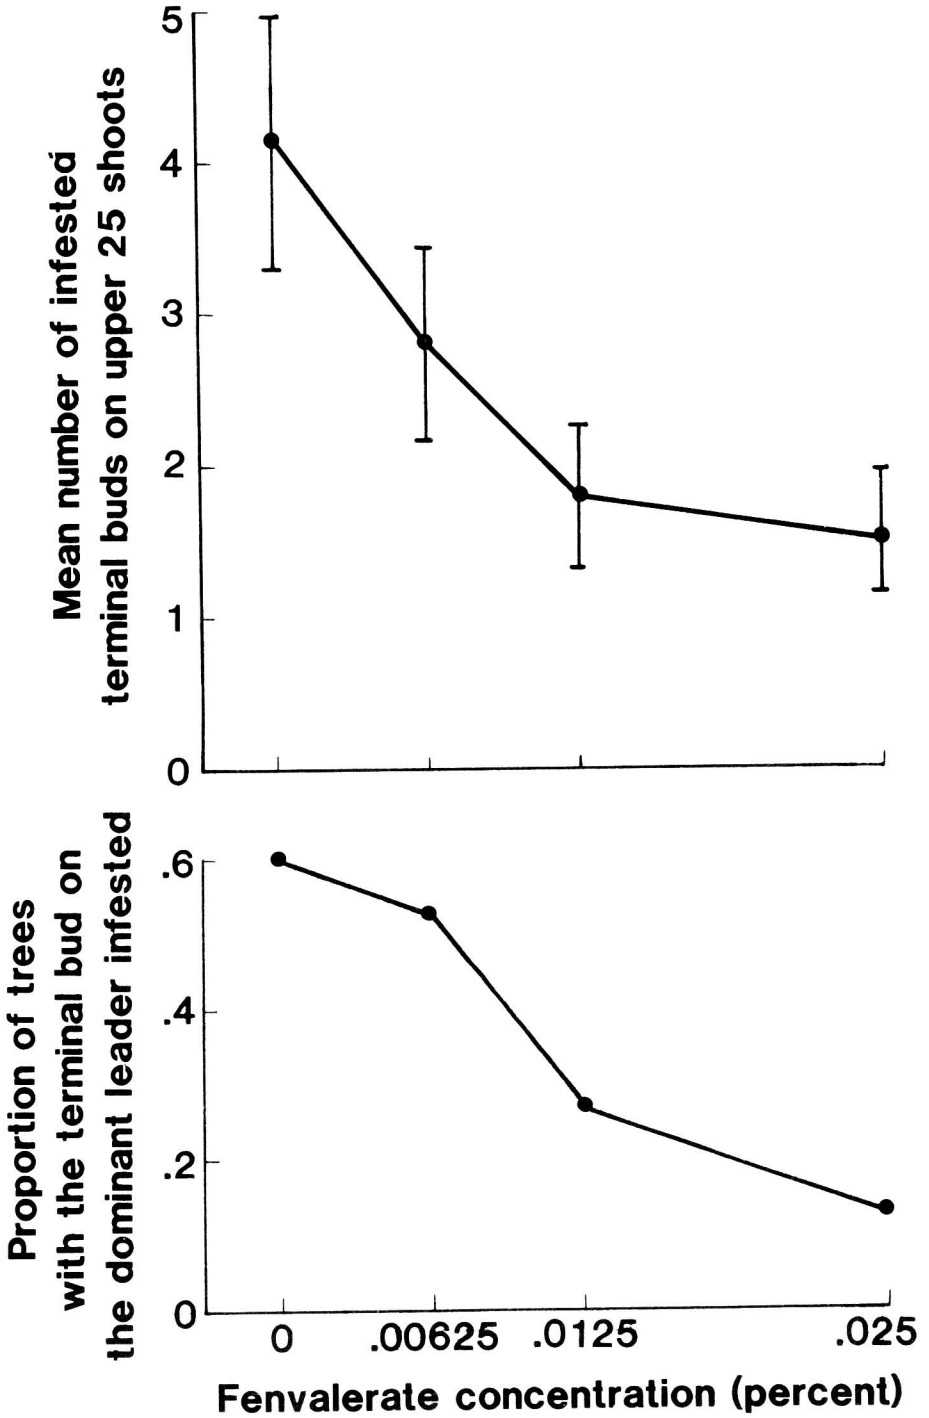 Mean number of infested
terminal buds on upper 25 shoots
5
4
3
2
1
0
Proportion of trees
with the terminal bud on
the dominant leader infested
.6
.4
.2
0
0 .00625 .0125 .025
Fenvalerate concentration (percent)